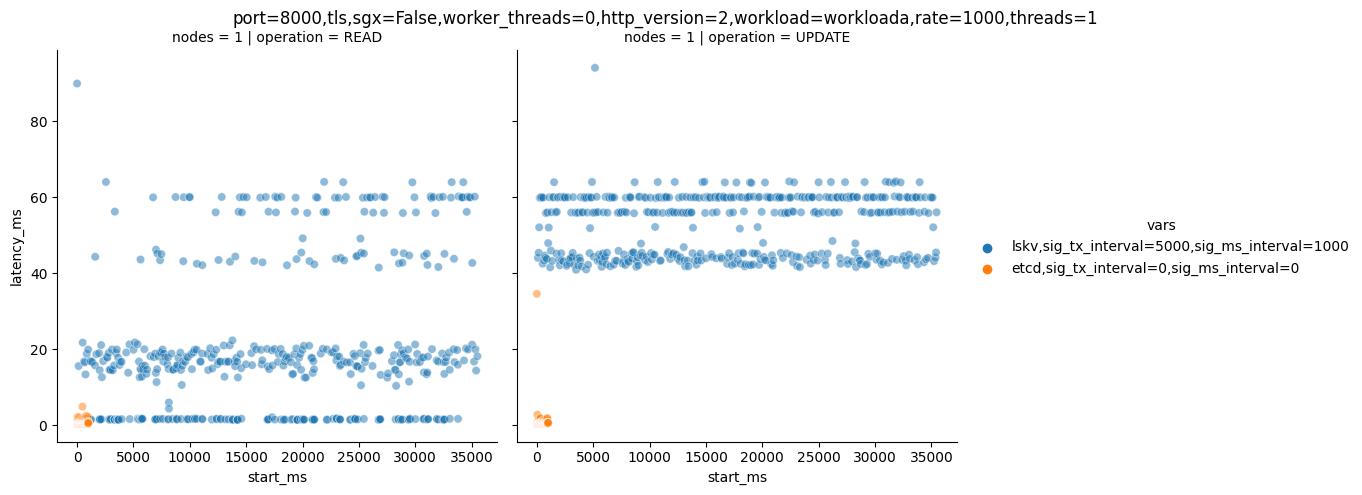 port=8000,tls,sgx=False,worker_threads=0,http_version=2,workload=workloada,rate=1000,threads=1
nodes = 1 | operation = READ
nodes = 1 | operation = UPDATE
latency_ms
80
60
40
20
0
0 5000 10000 15000 20000 25000 30000 35000
0 5000 10000 15000 20000 25000 30000 35000
start_ms
start_ms
vars
lskv,sig_tx_interval=5000,sig_ms_interval=1000
etcd,sig_tx_interval=0,sig_ms_interval=0